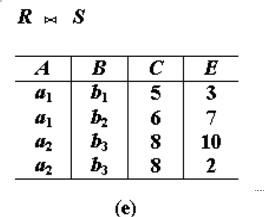 R ⋈ S
A B C E
a₁ b₁ 5 3
a₁ b₂ 6 7
a₂ b₃ 8 10
a₂ b₃ 8 2
(e)